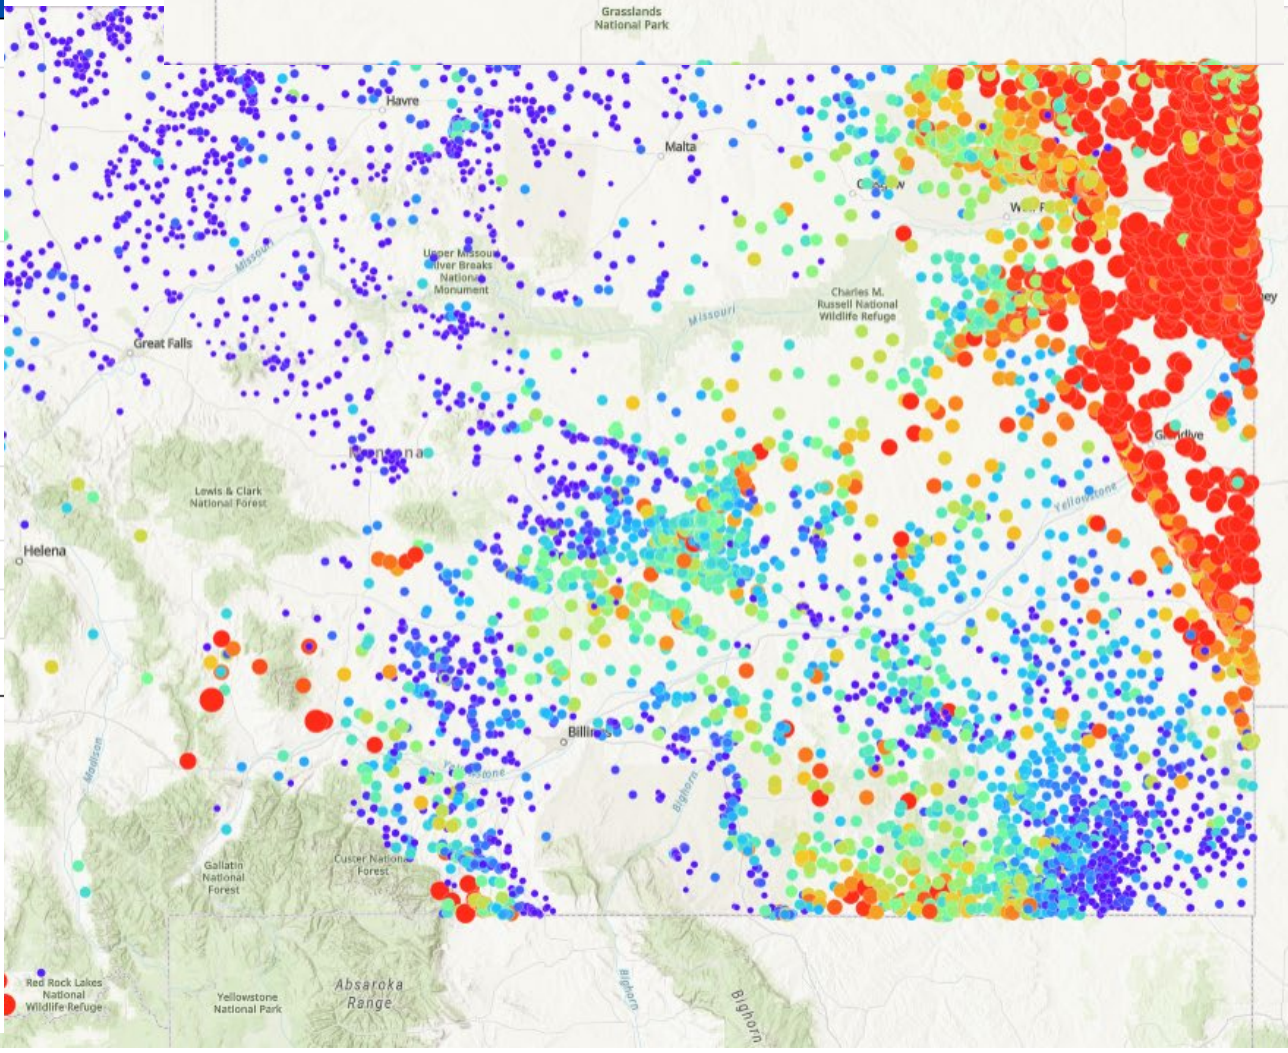 Grasslands
National Park
Havre
Malta
Missouri
Upper Missouri
River Breaks
National
Monument
Charles M.
Russell National
Wildlife Refuge
Missouri
Great Falls
Glendive
Lewis & Clark
National Forest
Yellowstone
Helena
Billings
Madison
Yellowstone
Bighorn
Gallatin
National
Forest
Custer National
Forest
Red Rock Lakes
National
Wildlife Refuge
Yellowstone
National Park
Absaroka
Range
Bighorn
Bighorn